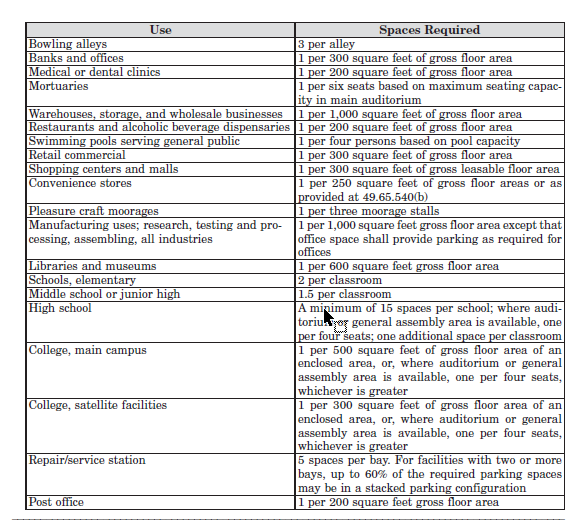 Use Spaces Required
Bowling alleys 3 per alley
Banks and offices 1 per 300 square feet of gross floor area
Medical or dental clinics 1 per 200 square feet of gross floor area
Mortuaries 1 per six seats based on maximum seating capac-
ity in main auditorium
Warehouses, storage, and wholesale businesses 1 per 1,000 square feet of gross floor area
Restaurants and alcoholic beverage dispensaries 1 per 200 square feet of gross floor area
Swimming pools serving general public 1 per four persons based on pool capacity
Retail commercial 1 per 300 square feet of gross floor area
Shopping centers and malls 1 per 300 square feet of gross leasable floor area
Convenience stores 1 per 250 square feet of gross floor areas or as
provided at 49.65.540(b)
Pleasure craft moorages 1 per three moorage stalls
Manufacturing uses; research, testing and pro- 1 per 1,000 square feet gross floor area except that
cessing, assembling, all industries office space shall provide parking as required for
offices
Libraries and museums 1 per 600 square feet gross floor area
Schools, elementary 2 per classroom
Middle school or junior high 1.5 per classroom
High school A minimum of 15 spaces per school; where audi-
torium or general assembly area is available, one
per four seats; one additional space per classroom
College, main campus 1 per 500 square feet of gross floor area of an
enclosed area, or, where auditorium or general
assembly area is available, one per four seats,
whichever is greater
College, satellite facilities 1 per 300 square feet of gross floor area of an
enclosed area, or, where auditorium or general
assembly area is available, one per four seats,
whichever is greater
Repair/service station 5 spaces per bay. For facilities with two or more
bays, up to 60% of the required parking spaces
may be in a stacked parking configuration
Post office 1 per 200 square feet of gross floor area